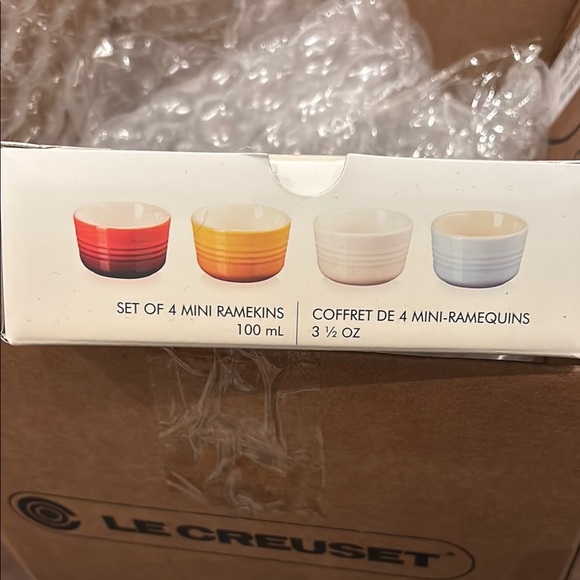 SET OF 4 MINI RAMEKINS
100 mL
COFFRET DE 4 MINI-RAMEQUINS
3 ½ OZ
LE CREUSET